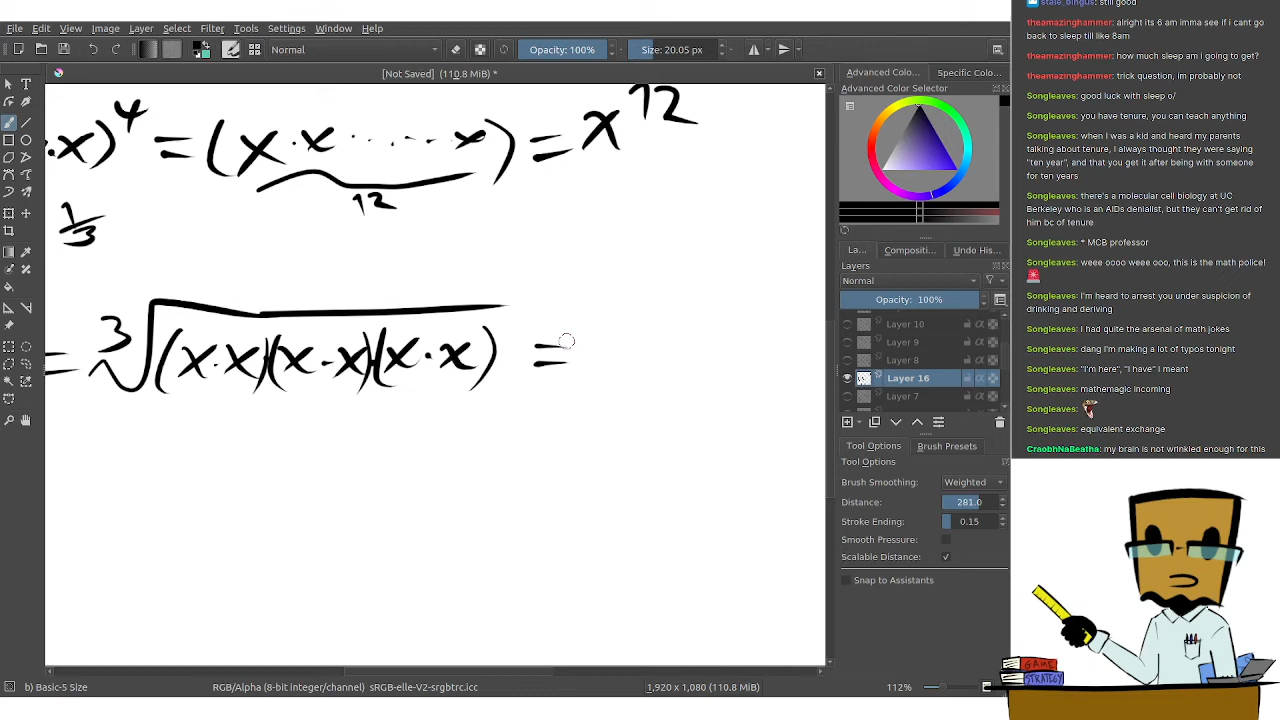 File Edit View Image Layer Select Filter Tools Settings Window Help
Normal Opacity: 100% Size: 20.05 px
[Not Saved] (110.8 MiB) *
·x)⁴ = (x·x ····· x) = x¹²
12
1/3
= ∛(x·x)(x·x)(x·x) =
b) Basic-5 Size RGB/Alpha (8-bit integer/channel) sRGB-elle-V2-srgbtrc.icc 1,920 x 1,080 (110.8 MiB) 112%
Advanced Colo... Specific Colo...
Advanced Color Selector
La... Compositi... Undo His...
Layers
Normal
Opacity: 100%
Layer 10
Layer 9
Layer 8
Layer 16
Layer 7
Tool Options Brush Presets
Tool Options
Brush Smoothing: Weighted
Distance: 281.0
Stroke Ending: 0.15
Smooth Pressure:
Scalable Distance: ✓
Snap to Assistants
stale_bingus: still good
theamazinghammer: alright its 6 am imma see if i cant go
back to sleep till like 8am
theamazinghammer: how much sleep am I going to get?
theamazinghammer: trick question, im probably not
Songleaves: good luck with sleep o/
Songleaves: you have tenure, you can teach anything
Songleaves: when i was a kid and heard my parents
talking about tenure, I always thought they were saying
"ten year", and that you get it after being with someone
for ten years
Songleaves: there's a molecular cell biology at UC
Berkeley who is an AIDs denialist, but they can't get rid of
him bc of tenure
Songleaves: * MCB professor
Songleaves: weee oooo weee ooo, this is the math police!
Songleaves: I'm heard to arrest you under suspicion of
drinking and deriving
Songleaves: I had quite the arsenal of math jokes
Songleaves: dang I'm making a lot of typos tonight
Songleaves: "I'm here", "I have" I meant
Songleaves: mathemagic incoming
Songleaves:
Songleaves: equivalent exchange
CraobhNaBeatha: my brain is not wrinkled enough for this
GAME
STRATEGY